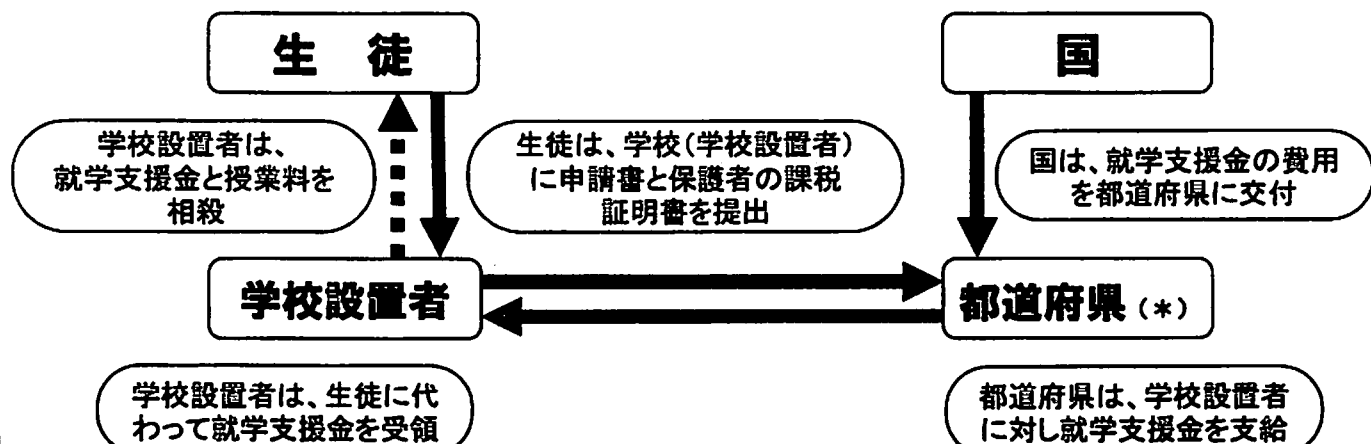 生 徒
国
学校設置者は、
就学支援金と授業料を
相殺
生徒は、学校(学校設置者)
に申請書と保護者の課税
証明書を提出
国は、就学支援金の費用
を都道府県に交付
学校設置者
都道府県(*)
学校設置者は、生徒に代
わって就学支援金を受領
都道府県は、学校設置者
に対し就学支援金を支給